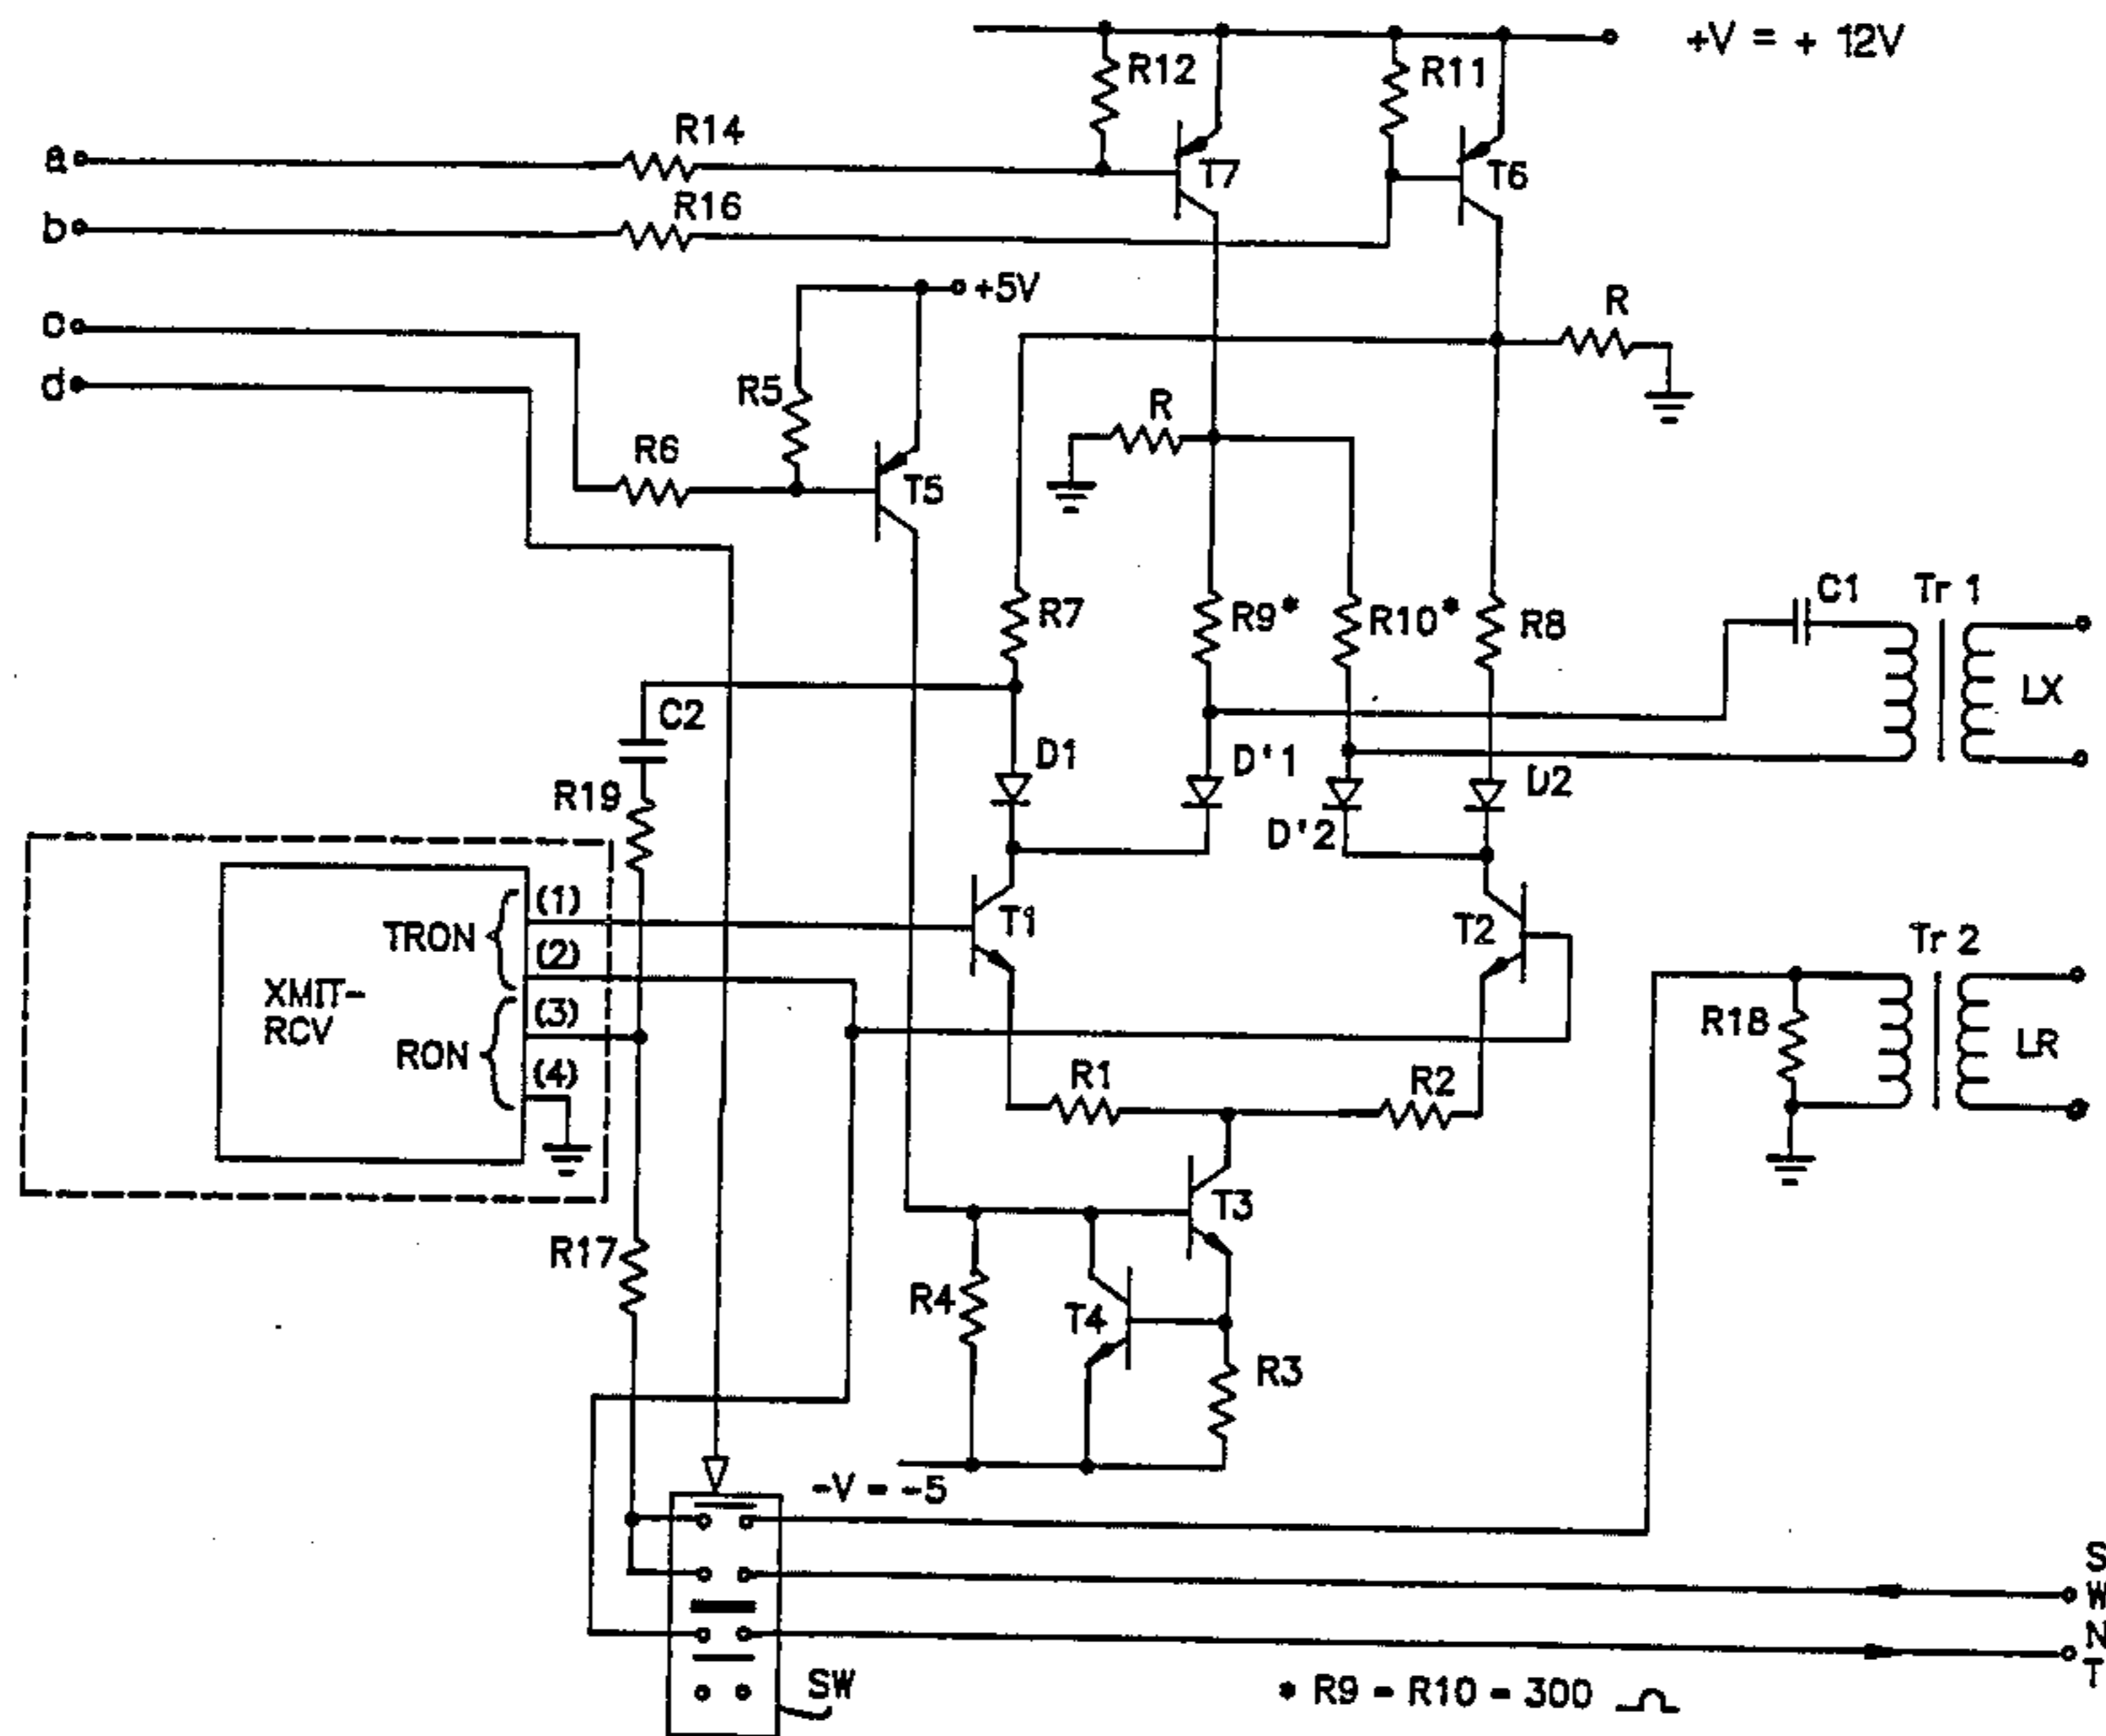 +V = + 12V
R12
R11
R14
a
T7
T6
R16
b
+5V
c
R
d
R5
R
R6
T5
C1
Tr 1
R7
R9*
R10*
R8
LX
C2
D1
D'1
D2
R19
D'2
(1)
TRON
T1
T2
(2)
Tr 2
XMIT-
RCV
(3)
R18
RON
LR
(4)
R1
R2
T3
R17
R4
T4
R3
-V = -5
S
W
N
T
SW
* R9 - R10 - 300